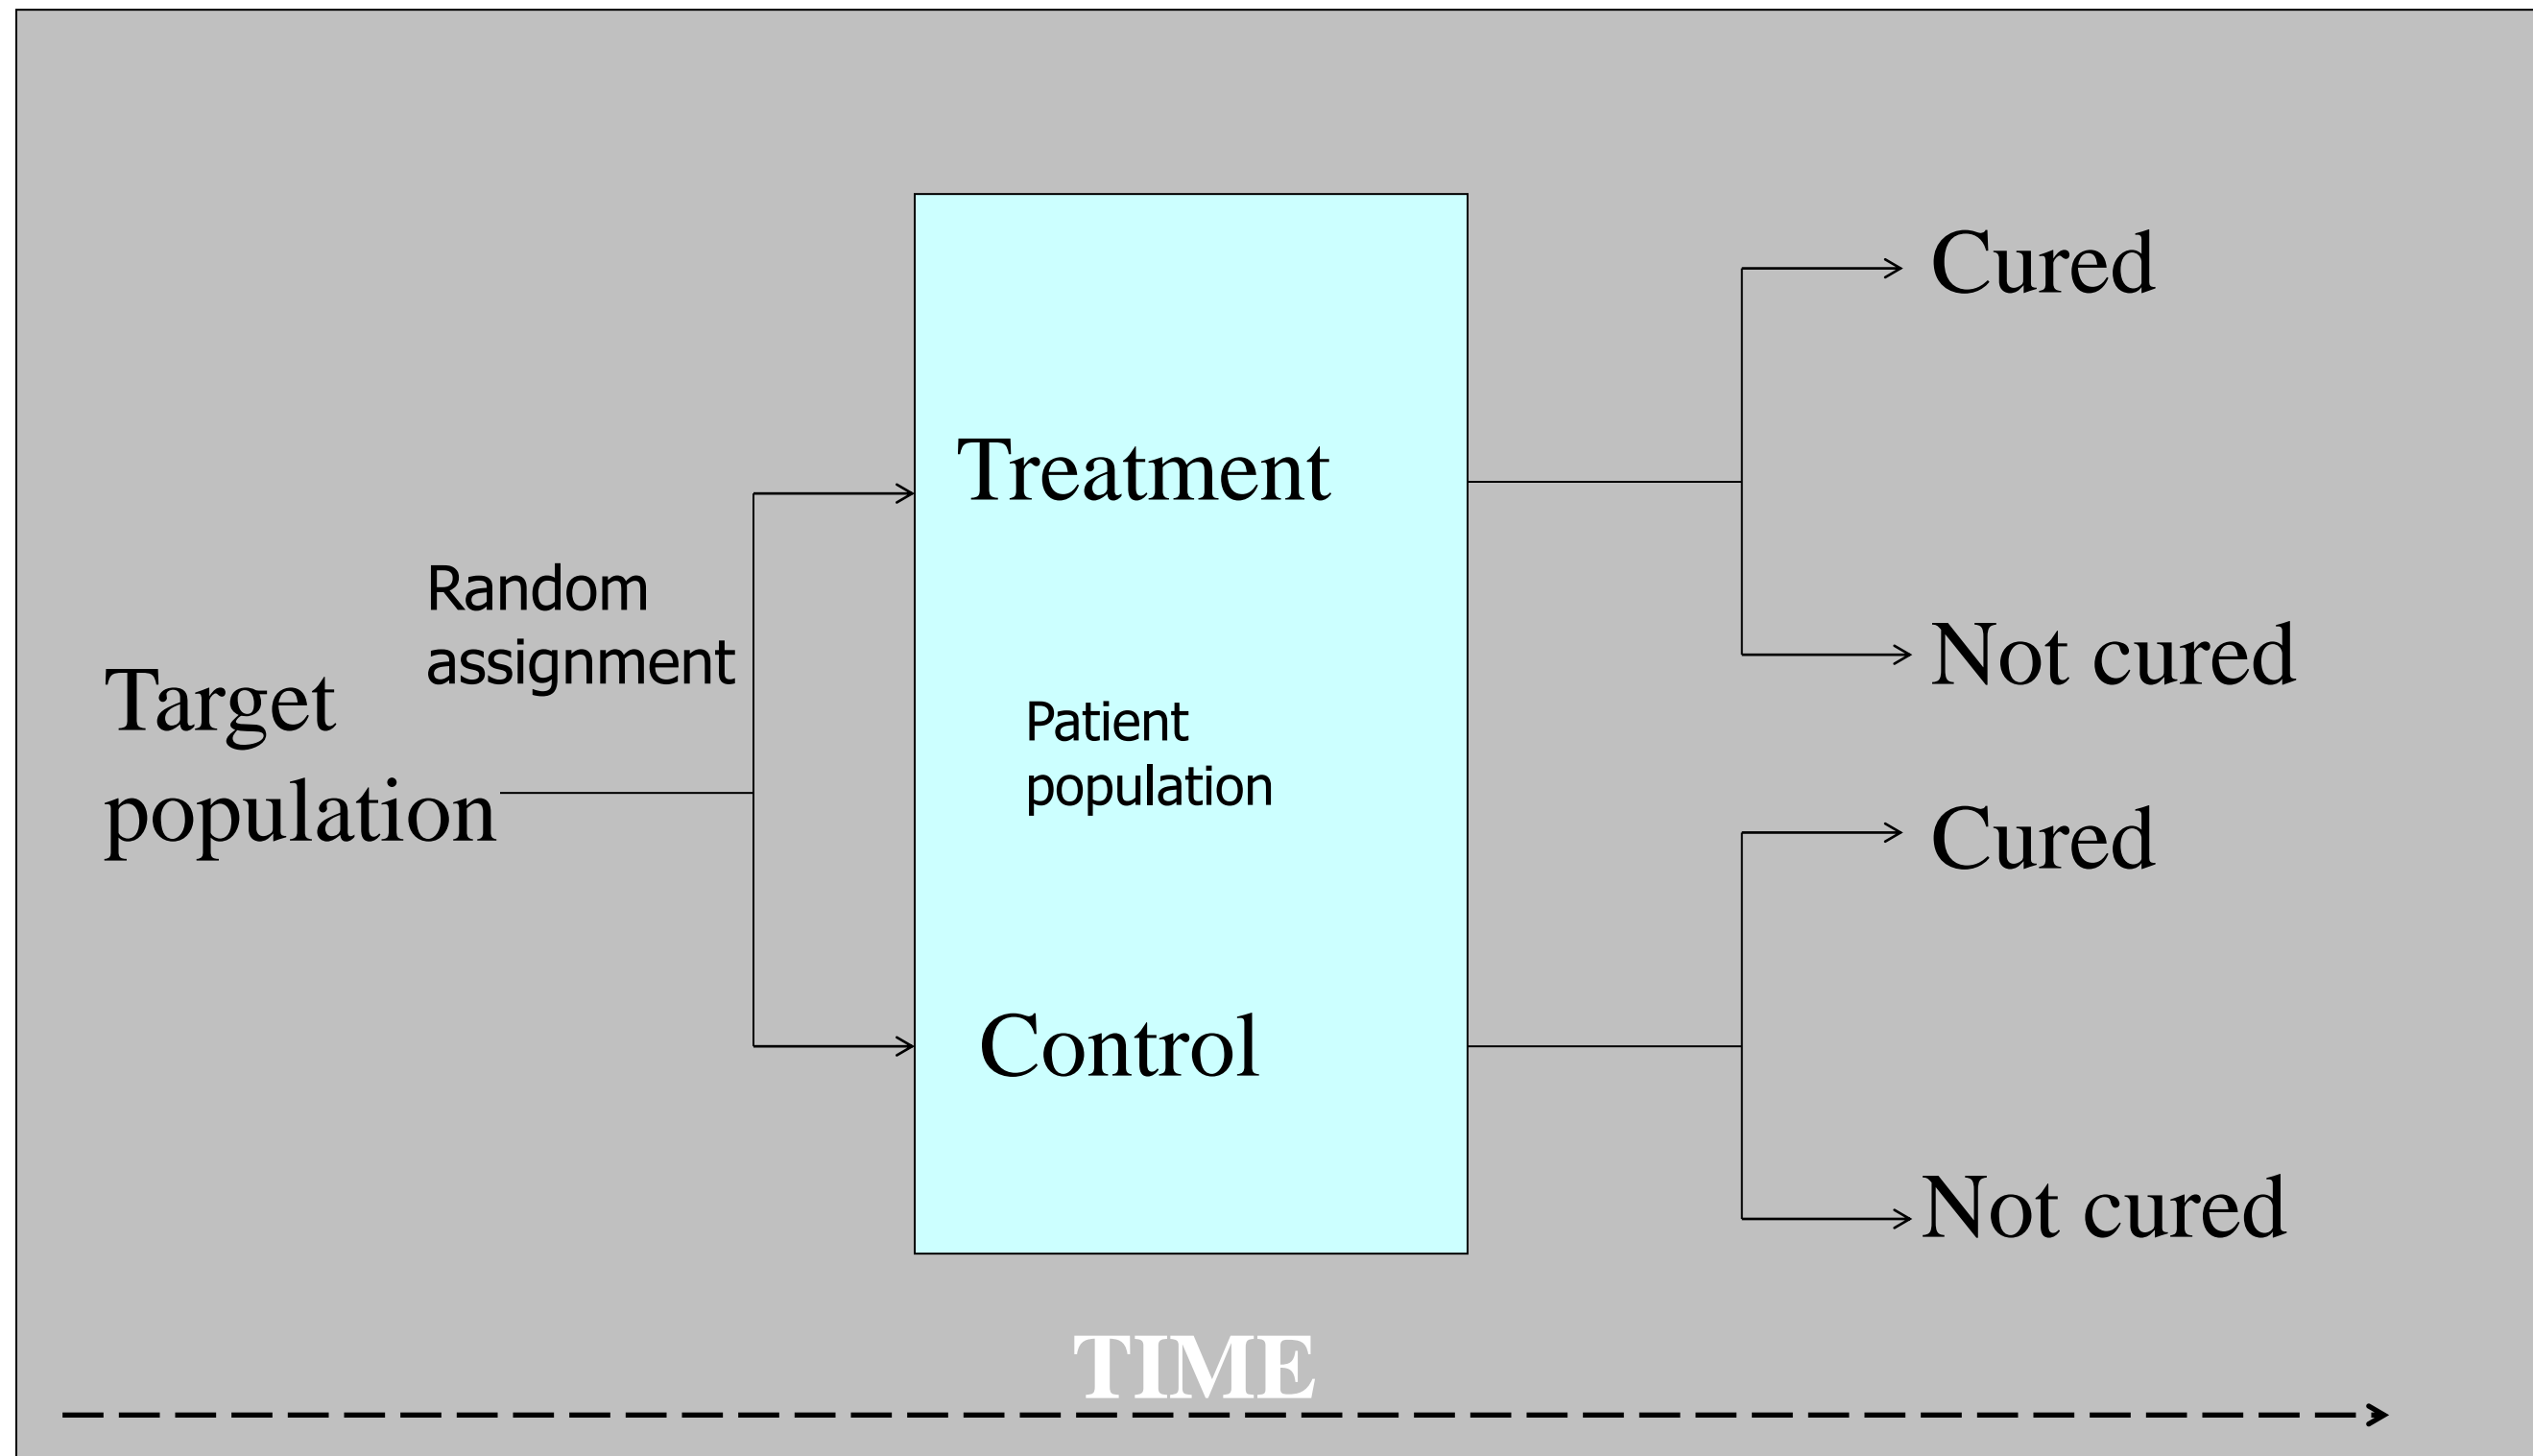 Target
population
Random
assignment
Treatment
Patient
population
Control
Cured
Not cured
Cured
Not cured
TIME